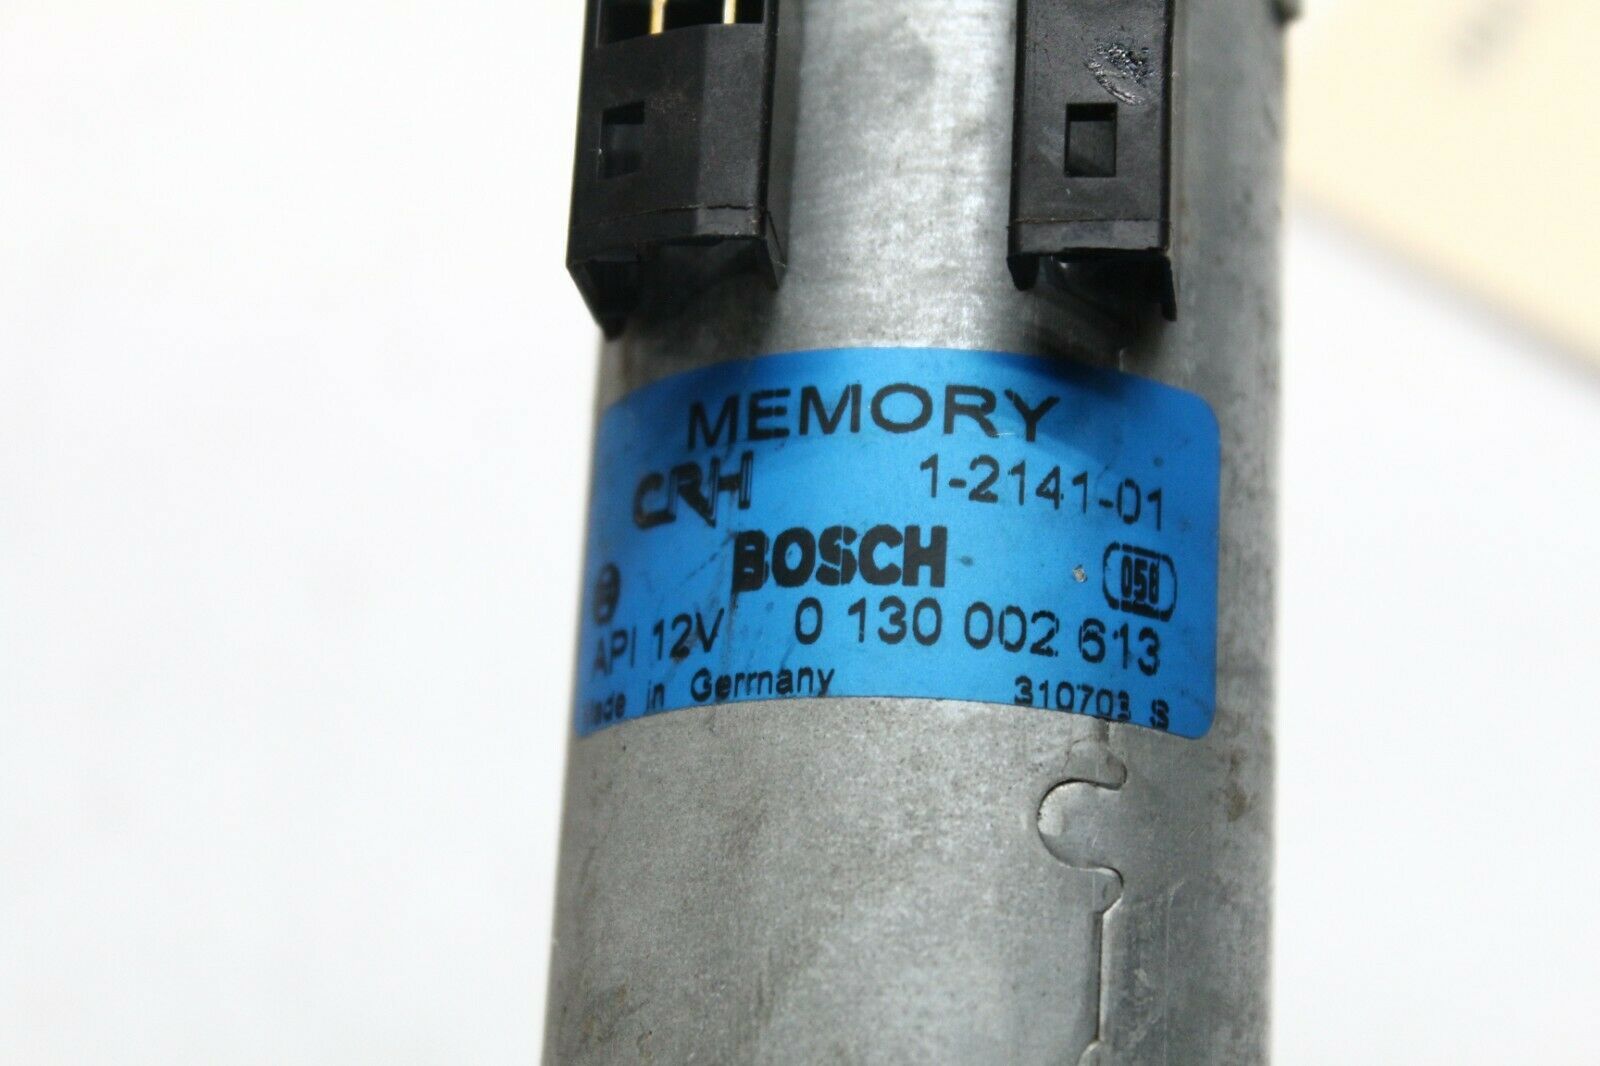 MEMORY
CRH 1-2141-01
BOSCH 058
API 12V 0 130 002 613
Made in Germany 310703 S